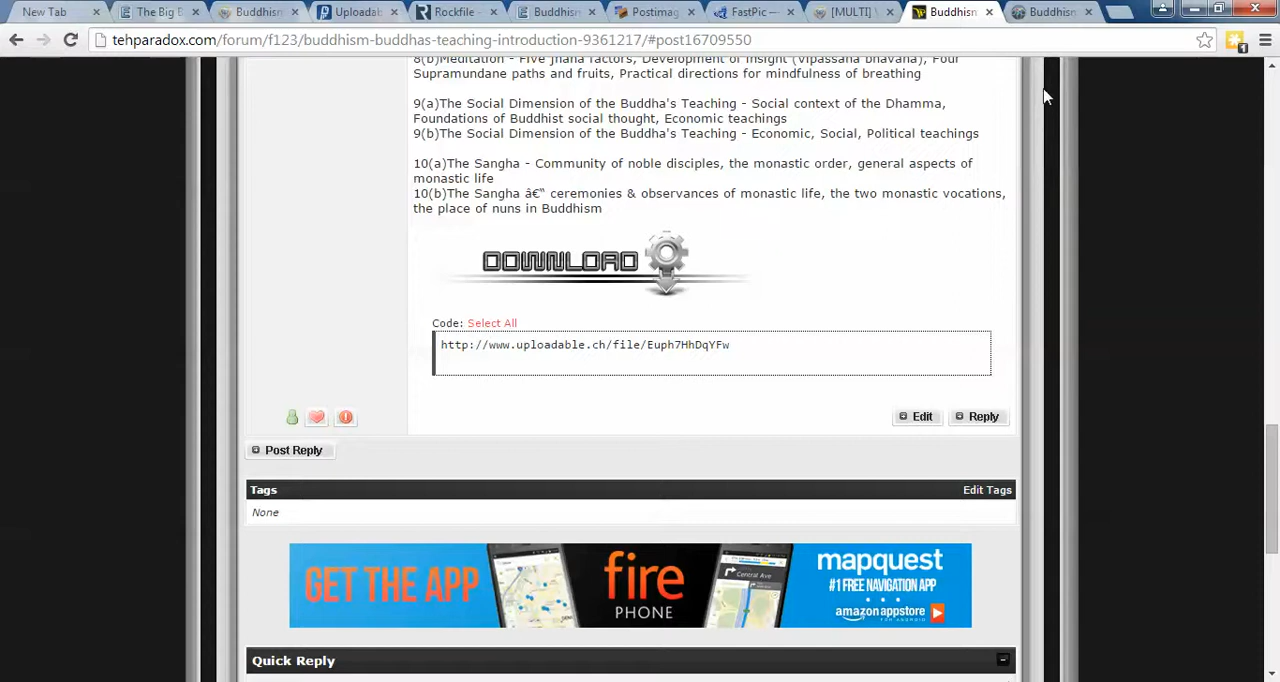 New Tab
The Big B
Buddhism
Uploadab
Rockfile -
Buddhism
Postimag
FastPic —
[MULTI]
Buddhism
Buddhism
tehparadox.com/forum/f123/buddhism-buddhas-teaching-introduction-9361217/#post16709550
1
8(b)Meditation - Five jhana factors, Development of insight (vipassana bhavana), Four
Supramundane paths and fruits, Practical directions for mindfulness of breathing
9(a)The Social Dimension of the Buddha's Teaching - Social context of the Dhamma,
Foundations of Buddhist social thought, Economic teachings
9(b)The Social Dimension of the Buddha's Teaching - Economic, Social, Political teachings
10(a)The Sangha - Community of noble disciples, the monastic order, general aspects of
monastic life
10(b)The Sangha â€“ ceremonies & observances of monastic life, the two monastic vocations,
the place of nuns in Buddhism
DOWNLOAD
Code: Select All
http://www.uploadable.ch/file/Euph7HhDqYFw
Edit
Reply
Post Reply
Tags
Edit Tags
None
GET THE APP
fire
PHONE
Central Ave
mapquest
#1 FREE NAVIGATION APP
amazon appstore
FOR ANDROID
Quick Reply